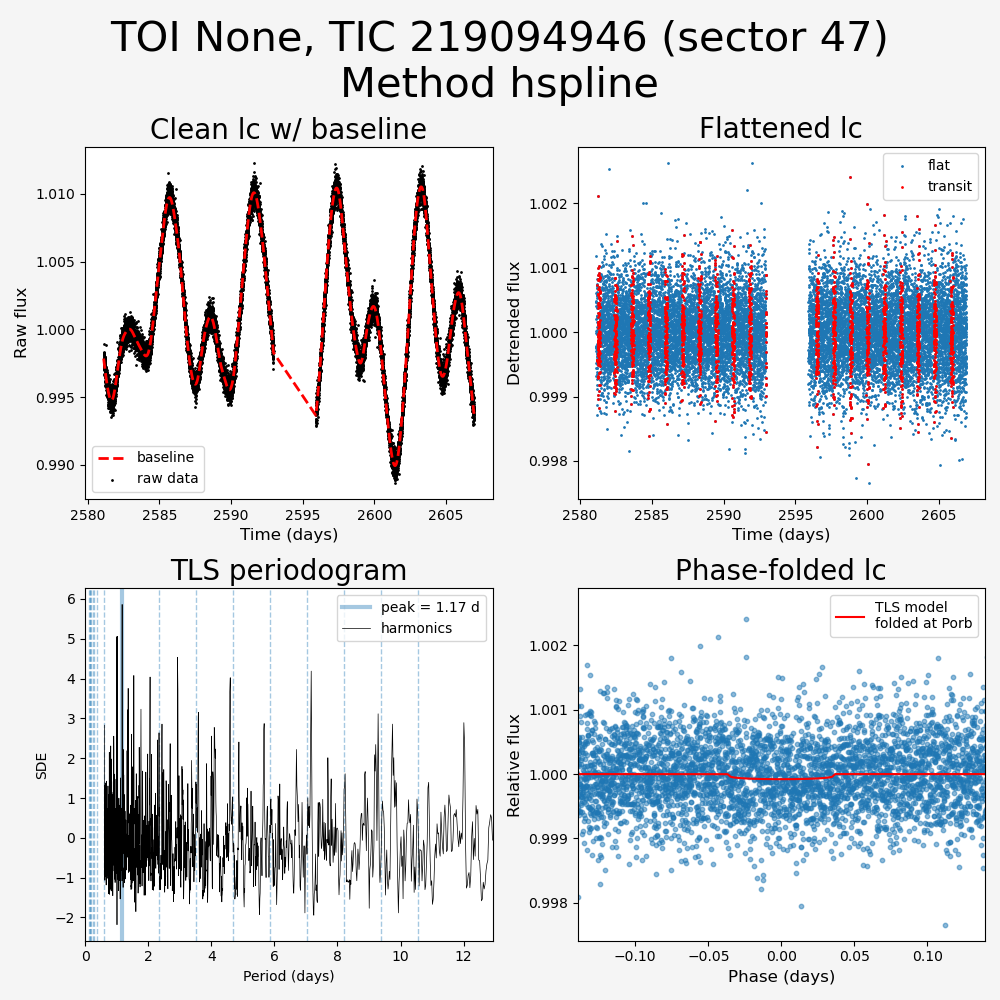 TOI None, TIC 219094946 (sector 47)
Method hspline
Clean lc w/ baseline
Raw flux
1.010
1.005
1.000
0.995
0.990
baseline
raw data
2580 2585 2590 2595 2600 2605
Time (days)
Flattened lc
Detrended flux
1.002
1.001
1.000
0.999
0.998
flat
transit
2580 2585 2590 2595 2600 2605
Time (days)
TLS periodogram
SDE
6
5
4
3
2
1
0
−1
−2
peak = 1.17 d
harmonics
0 2 4 6 8 10 12
Period (days)
Phase-folded lc
Relative flux
1.002
1.001
1.000
0.999
0.998
TLS model
folded at Porb
−0.10 −0.05 0.00 0.05 0.10
Phase (days)